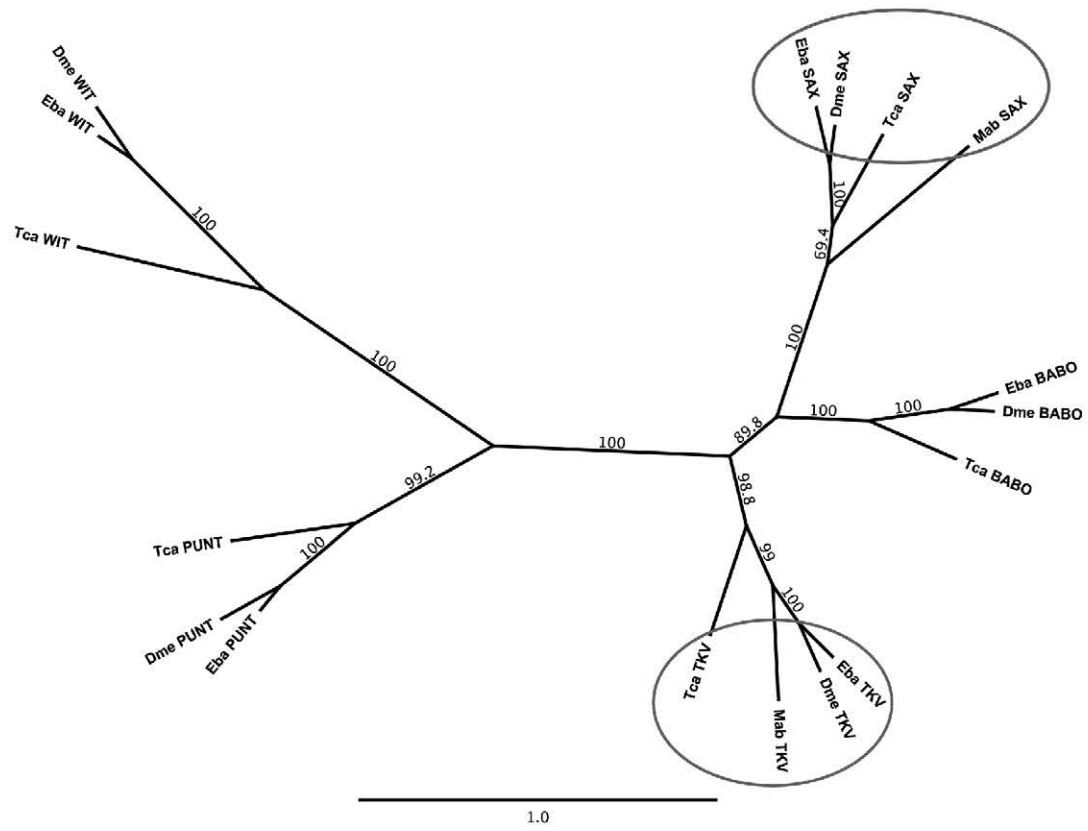 Dme WIT
Eba WIT
Tca WIT
100
100
Eba SAX
Dme SAX
Tca SAX
Mab SAX
100
69.4
100
Eba BABO
Dme BABO
Tca BABO
100
100
89.8
100
99.2
Tca PUNT
100
Dme PUNT
Eba PUNT
98.8
99
100
Tca TKV
Mab TKV
Dme TKV
Eba TKV
1.0